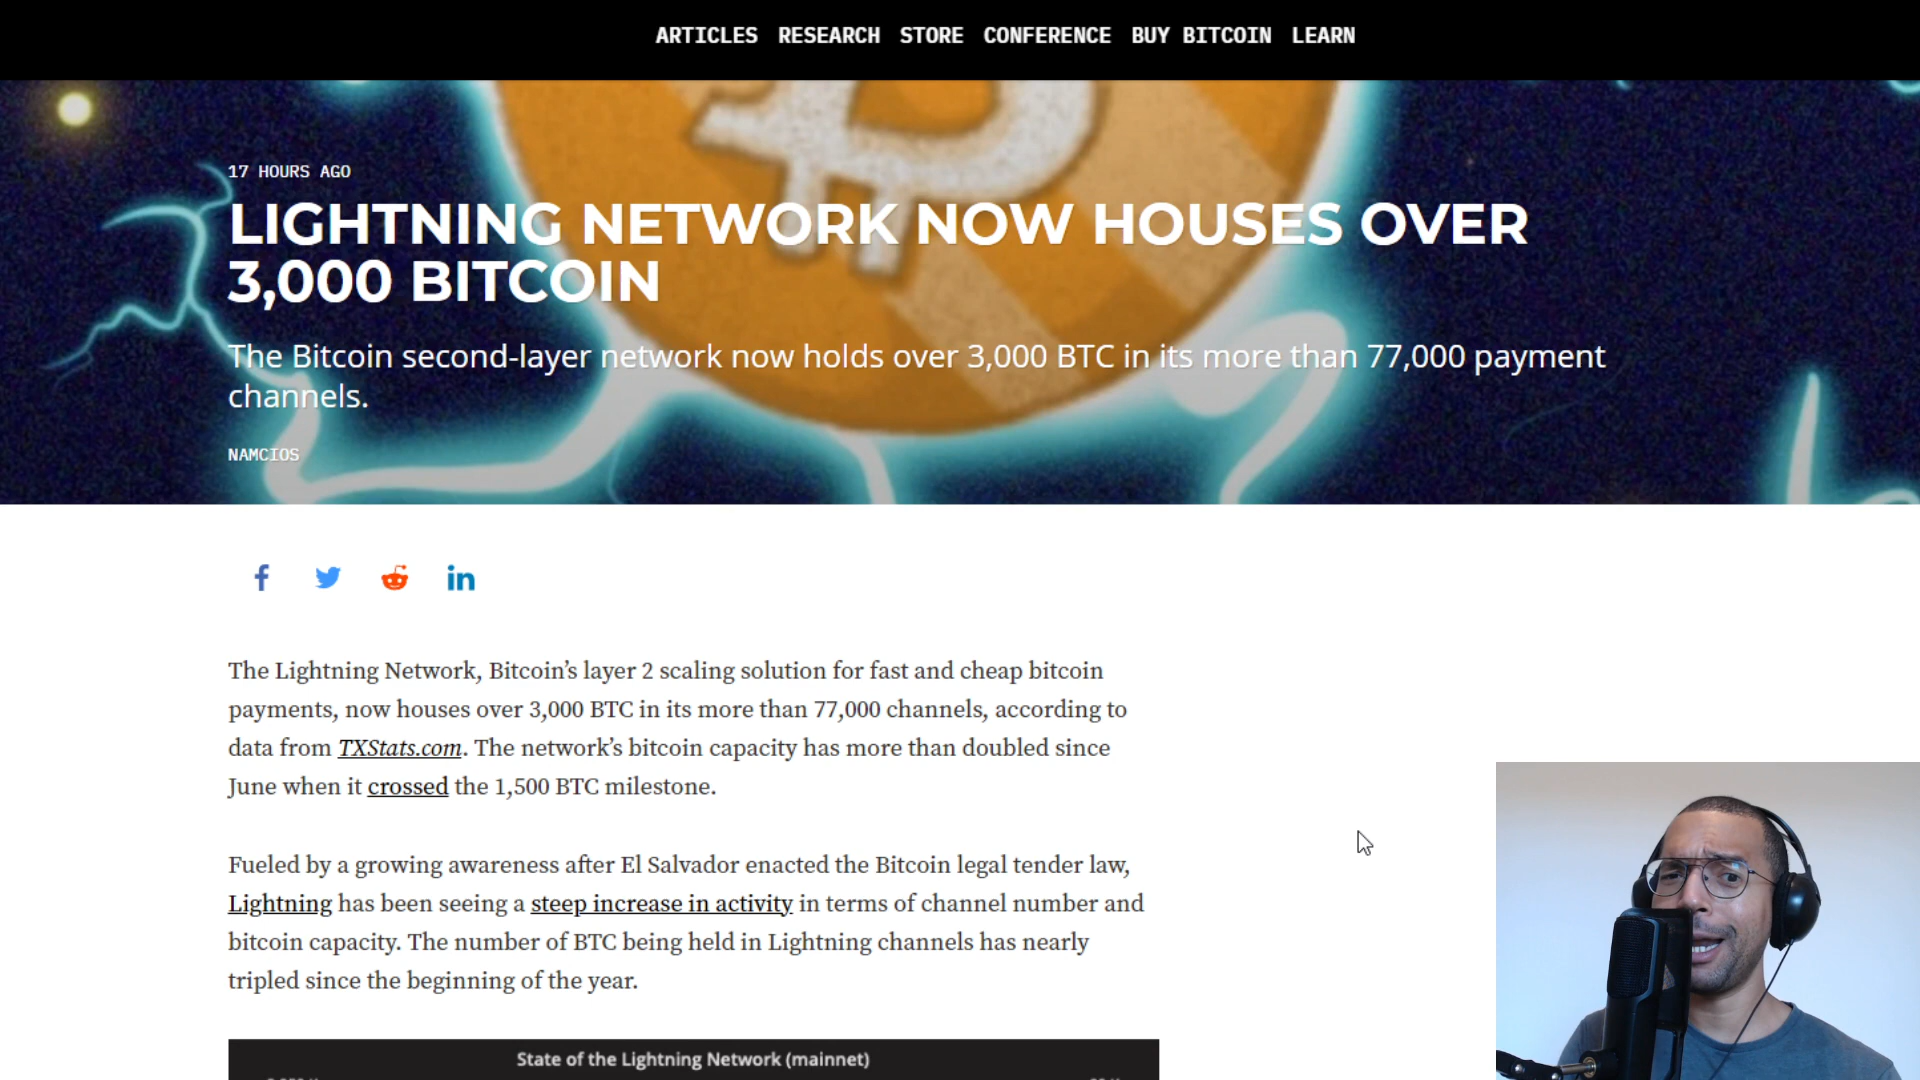 ARTICLES RESEARCH STORE CONFERENCE BUY BITCOIN LEARN
17 HOURS AGO
LIGHTNING NETWORK NOW HOUSES OVER
3,000 BITCOIN
The Bitcoin second-layer network now holds over 3,000 BTC in its more than 77,000 payment
channels.
NAMCIOS
The Lightning Network, Bitcoin’s layer 2 scaling solution for fast and cheap bitcoin
payments, now houses over 3,000 BTC in its more than 77,000 channels, according to
data from TXStats.com. The network’s bitcoin capacity has more than doubled since
June when it crossed the 1,500 BTC milestone.
Fueled by a growing awareness after El Salvador enacted the Bitcoin legal tender law,
Lightning has been seeing a steep increase in activity in terms of channel number and
bitcoin capacity. The number of BTC being held in Lightning channels has nearly
tripled since the beginning of the year.
State of the Lightning Network (mainnet)